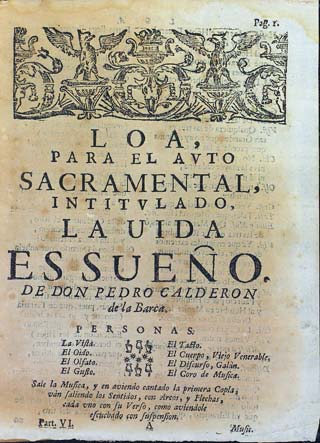 Pag. 1.
LOA,
PARA EL AVTO
SACRAMENTAL,
INTITVLADO,
LA UIDA
ES SUEÑO.
DE DON PEDRO CALDERON
de la Barca.
PERSONAS.
La Vista. El Tacto.
El Oido. El Cuerpo, Viejo Venerable,
El Olfato. El Discurso, Galán.
El Gusto. El Coro de Musica.
Sale la Musica, y en aviendo cantado la primera Copla,
ván saliendo los Sentidos, con Arcos, y Flechas,
cada uno con su Verso, como aviendole
escuchado con suspension.
Part. VI. A Music.